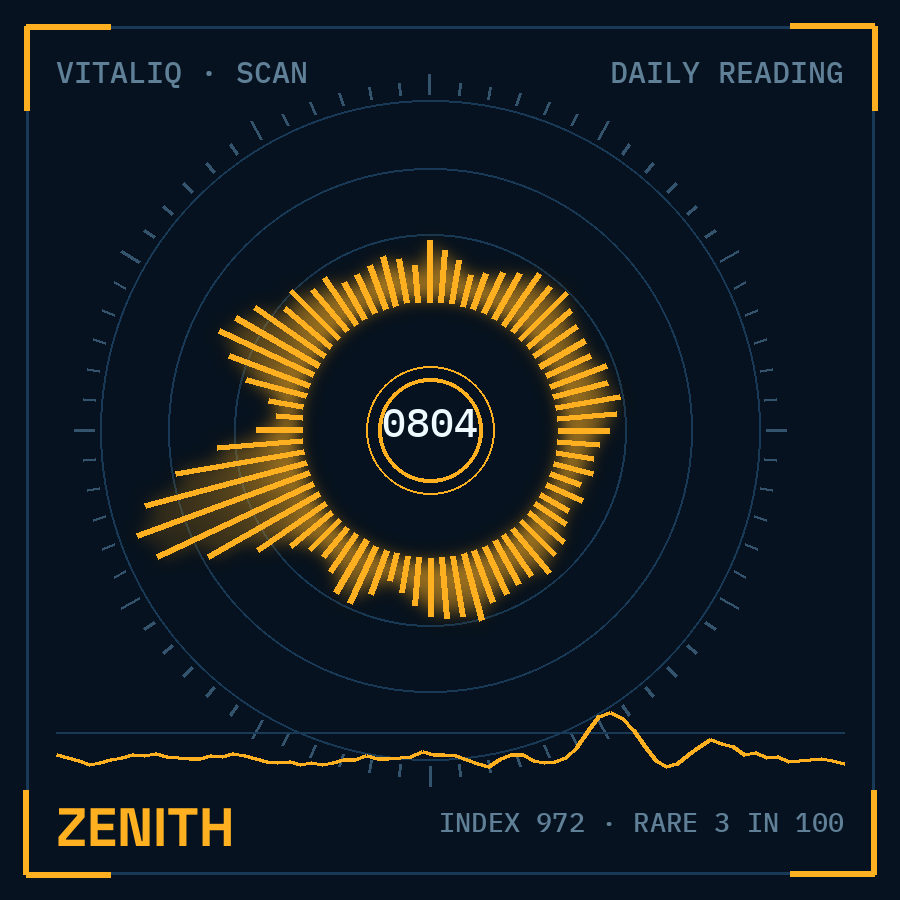 VITALIQ · SCAN
DAILY READING
0804
ZENITH
INDEX 972 · RARE 3 IN 100